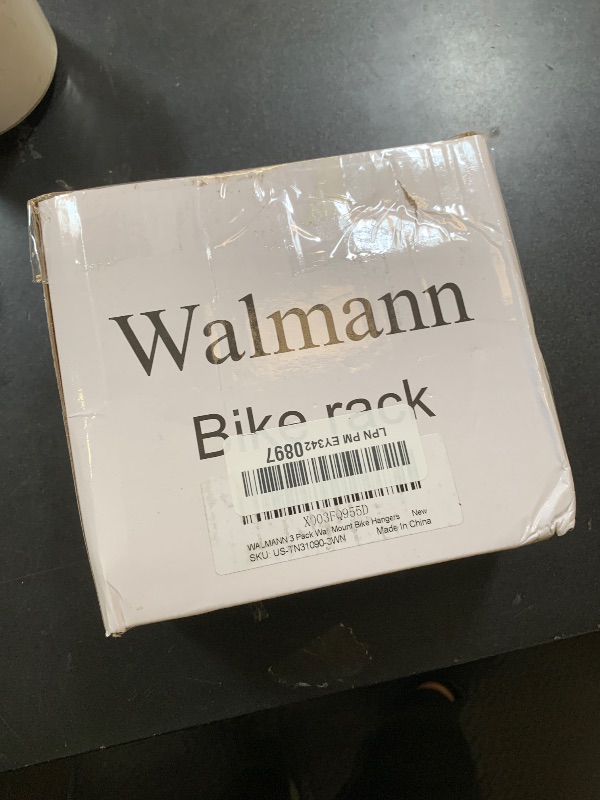 Walmann
Bike rack
LPN PM EY3420897
X003FQ955D
WALMANN 3 Pack Wall Mount Bike Hangers New
SKU: US-TN31090-3WN Made In China